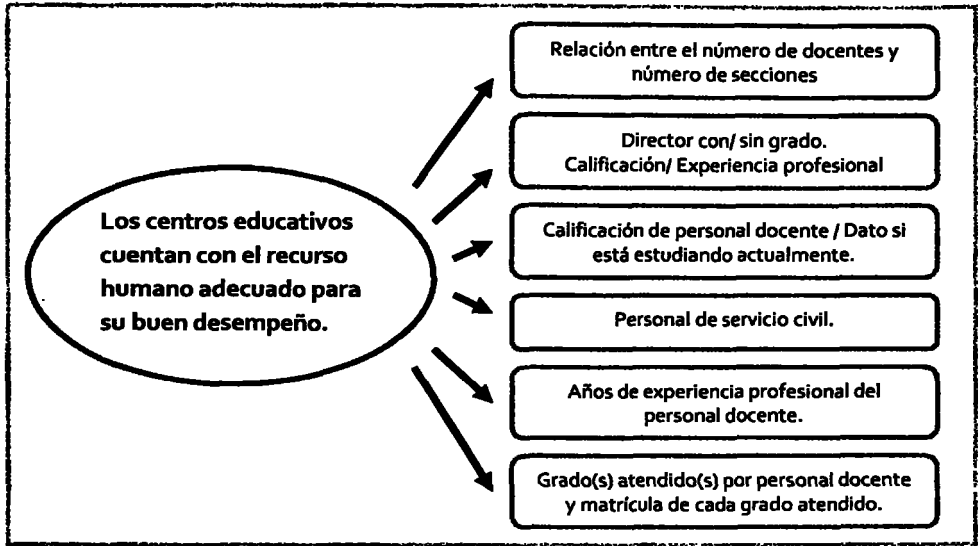 Los centros educativos
cuentan con el recurso
humano adecuado para
su buen desempeño.
Relación entre el número de docentes y
número de secciones
Director con/ sin grado.
Calificación/ Experiencia profesional
Calificación de personal docente / Dato si
está estudiando actualmente.
Personal de servicio civil.
Años de experiencia profesional del
personal docente.
Grado(s) atendido(s) por personal docente
y matrícula de cada grado atendido.